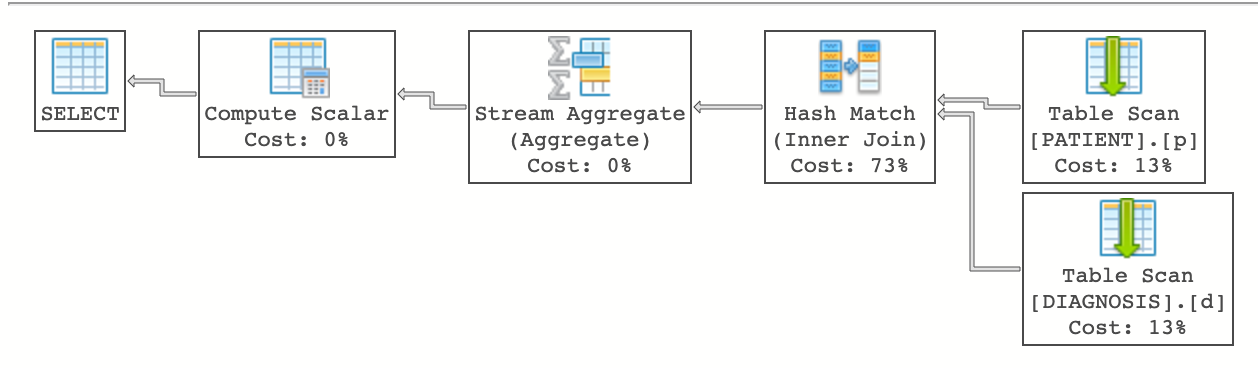 SELECT
Compute Scalar
Cost: 0%
Stream Aggregate
(Aggregate)
Cost: 0%
Hash Match
(Inner Join)
Cost: 73%
Table Scan
[PATIENT].[p]
Cost: 13%
Table Scan
[DIAGNOSIS].[d]
Cost: 13%